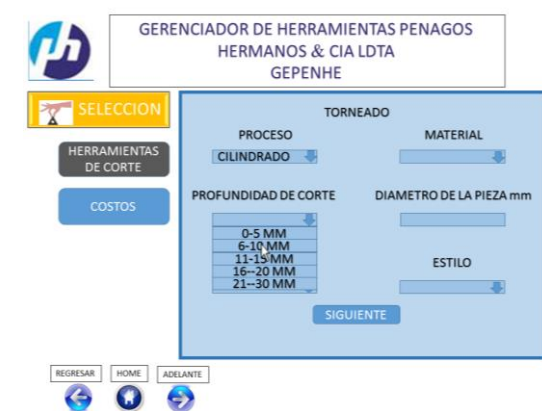 GERENCIADOR DE HERRAMIENTAS PENAGOS
HERMANOS & CIA LDTA
GEPENHE
SELECCION
HERRAMIENTAS
DE CORTE
COSTOS
TORNEADO
PROCESO
MATERIAL
CILINDRADO
PROFUNDIDAD DE CORTE
DIAMETRO DE LA PIEZA mm
0-5 MM
6-10 MM
11-15 MM
16--20 MM
21--30 MM
ESTILO
SIGUIENTE
REGRESAR
HOME
ADELANTE